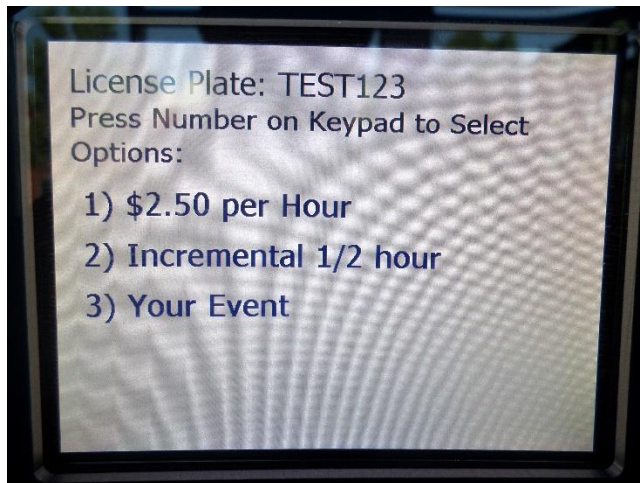 License Plate: TEST123
Press Number on Keypad to Select
Options:
1) $2.50 per Hour
2) Incremental 1/2 hour
3) Your Event